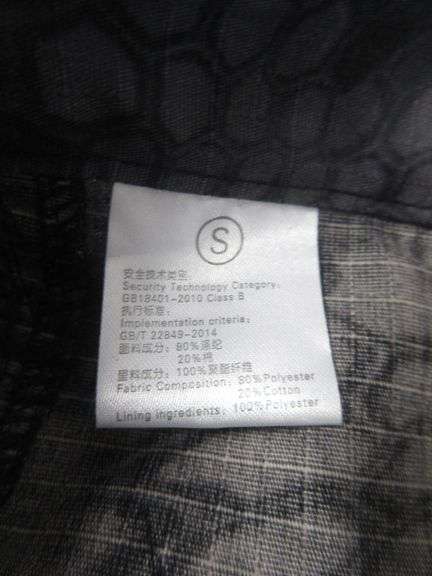 S
安全技术类定:
Security Technology Category:
GB18401-2010 Class B
执行标准:
Implementation criteria:
GB/T 22849-2014
面料成分: 80%涤纶
20%棉
里料成分: 100%聚酯纤维
Fabric Composition: 80%Polyester
20%Cotton
Lining ingredients: 100%Polyester